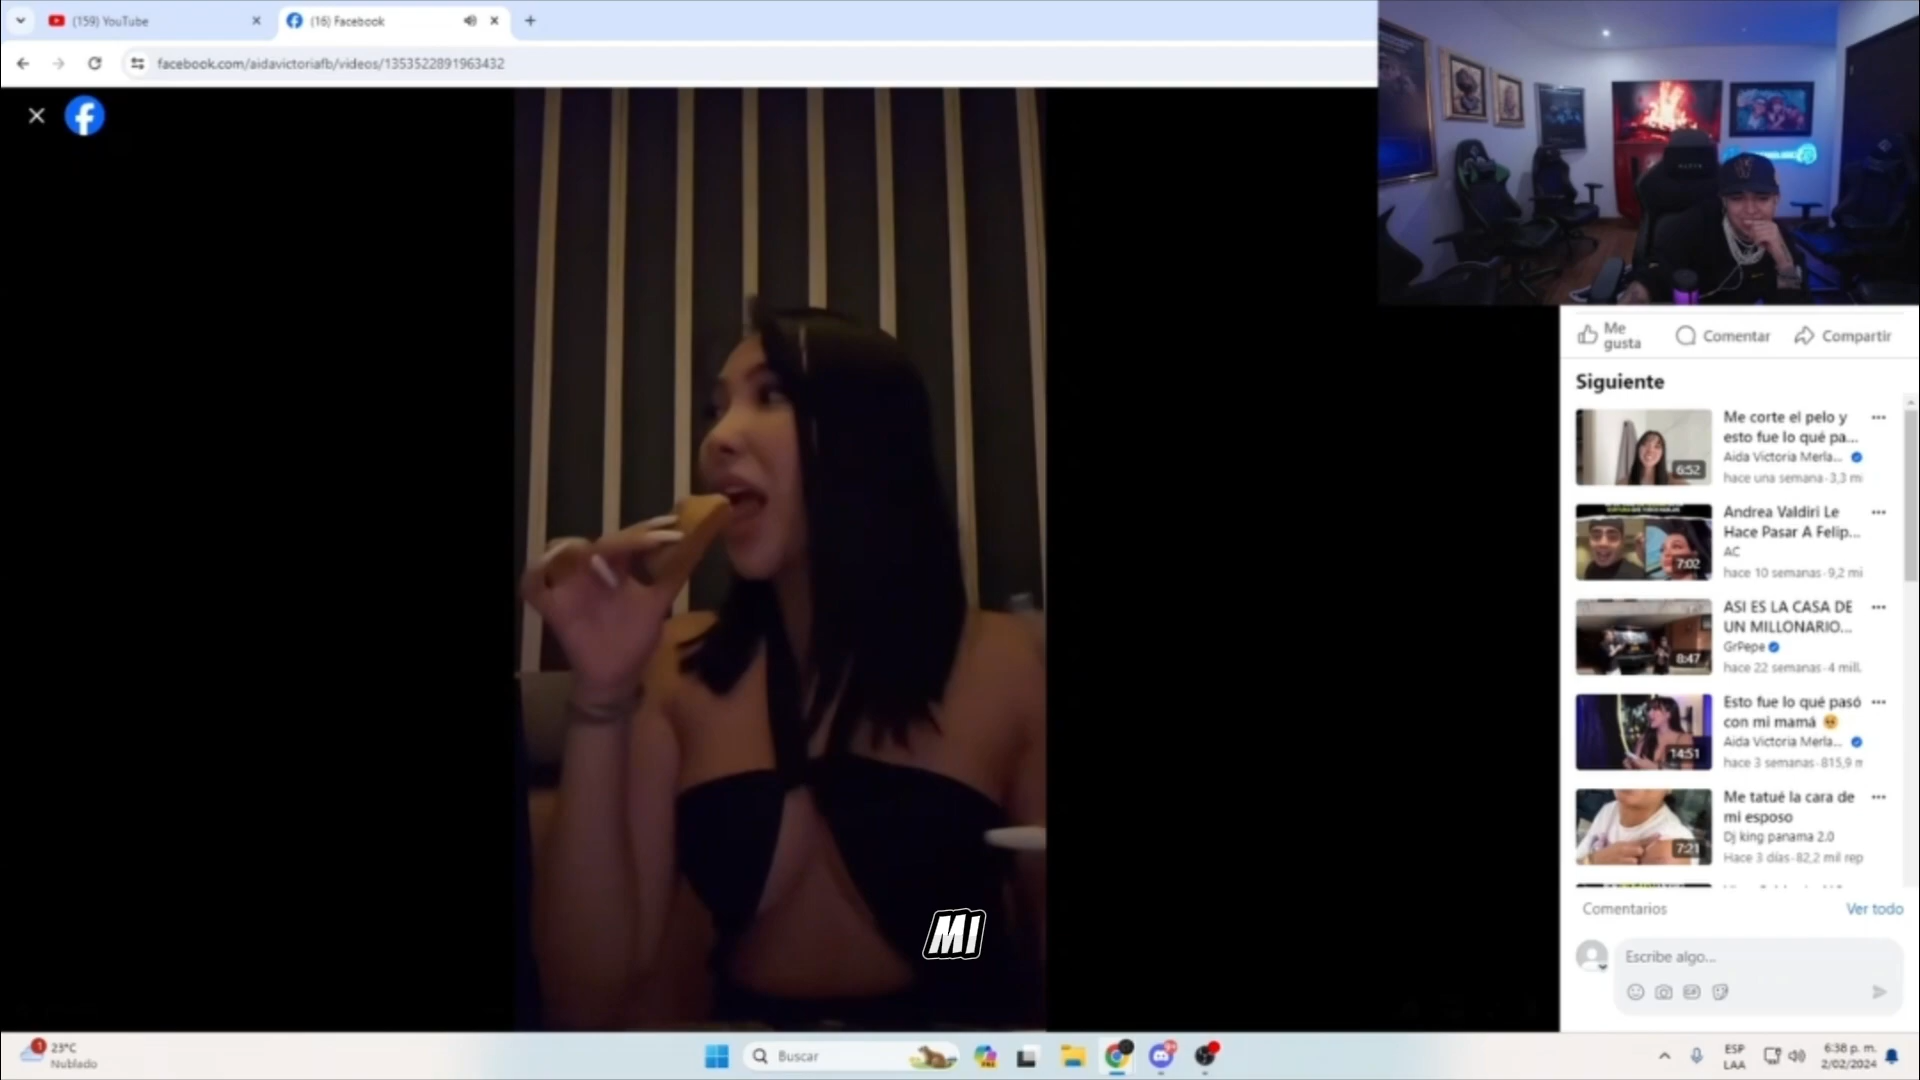 (159) YouTube
(16) Facebook
facebook.com/aidavictoriafb/videos/1353522891963432
Me gusta
Comentar
Compartir
Siguiente
Me corte el pelo y
esto fue lo qué pa...
Aida Victoria Merla...
hace una semana · 3,3 mi
6:52
Andrea Valdiri Le
Hace Pasar A Felip...
AC
hace 10 semanas · 9,2 mi
7:02
ASI ES LA CASA DE
UN MILLONARIO...
GrPepe
hace 22 semanas · 4 mill.
8:47
Esto fue lo qué pasó
con mi mamá 🥺
Aida Victoria Merla...
hace 3 semanas · 815,9 m
14:51
Me tatué la cara de
mi esposo
Dj king panama 2.0
Hace 3 días · 82,2 mil rep
7:21
MI
Comentarios
Ver todo
Escribe algo...
1
23°C
Nublado
Buscar
ESP
LAA
6:38 p. m.
2/02/2024